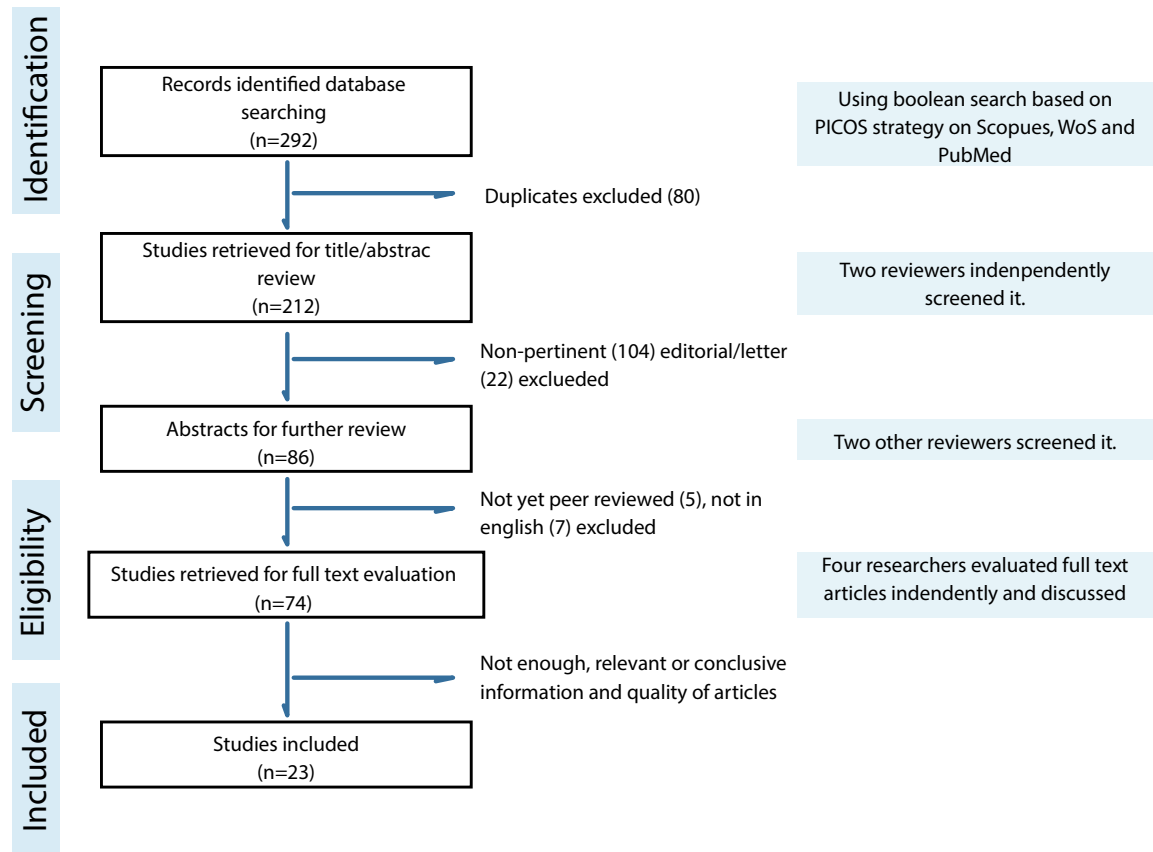 Identification
Records identified database
searching
(n=292)
Using boolean search based on
PICOS strategy on Scopues, WoS and
PubMed
Duplicates excluded (80)
Screening
Studies retrieved for title/abstrac
review
(n=212)
Two reviewers indenpendently
screened it.
Non-pertinent (104) editorial/letter
(22) exclueded
Abstracts for further review
(n=86)
Two other reviewers screened it.
Eligibility
Not yet peer reviewed (5), not in
english (7) excluded
Studies retrieved for full text evaluation
(n=74)
Four researchers evaluated full text
articles indendently and discussed
Not enough, relevant or conclusive
information and quality of articles
Included
Studies included
(n=23)